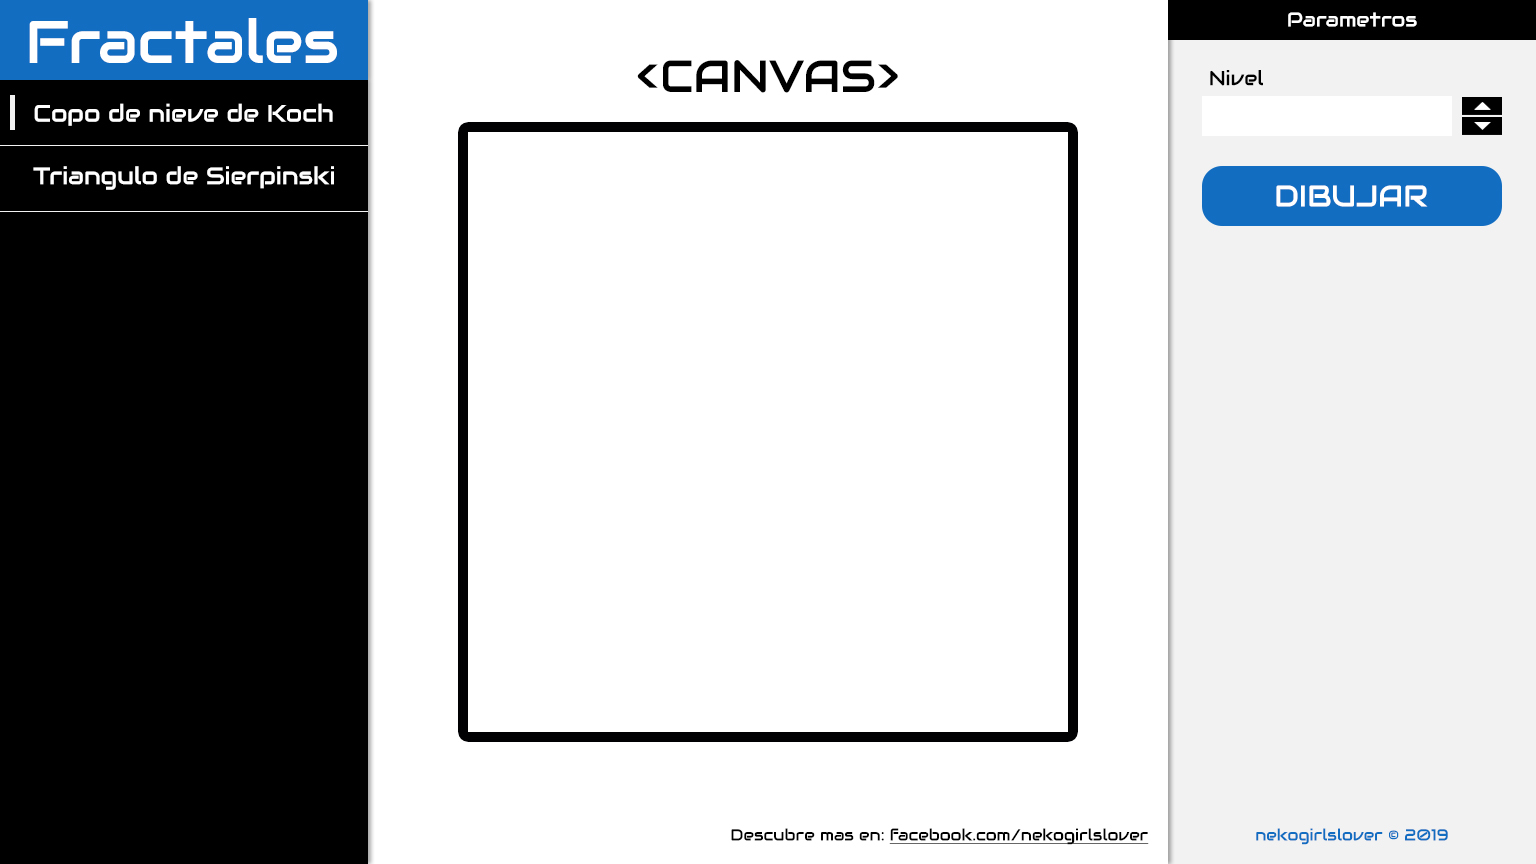 Fractales
Copo de nieve de Koch
Triangulo de Sierpinski
<CANVAS>
Descubre mas en: facebook.com/nekogirlslover
Parametros
Nivel
DIBUJAR
nekogirlslover © 2019